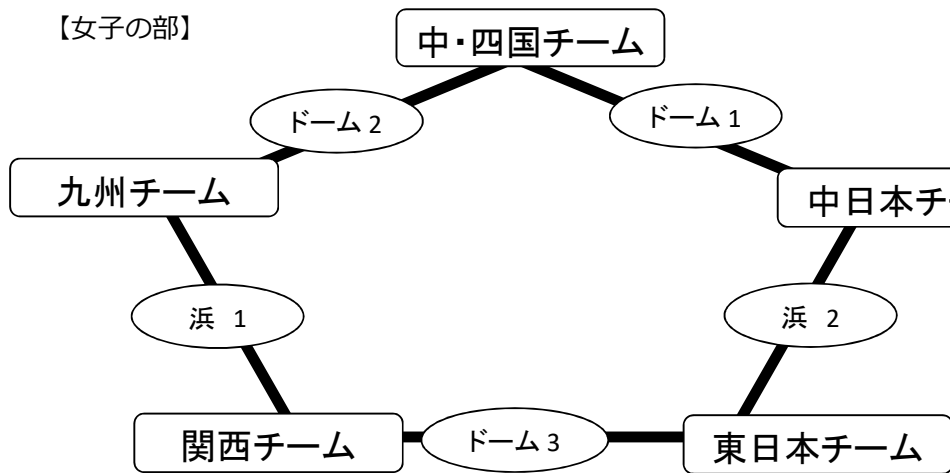 【女子の部】
中・四国チーム
ドーム 2
ドーム 1
九州チーム
中日本チー
浜 1
浜 2
関西チーム
ドーム 3
東日本チーム